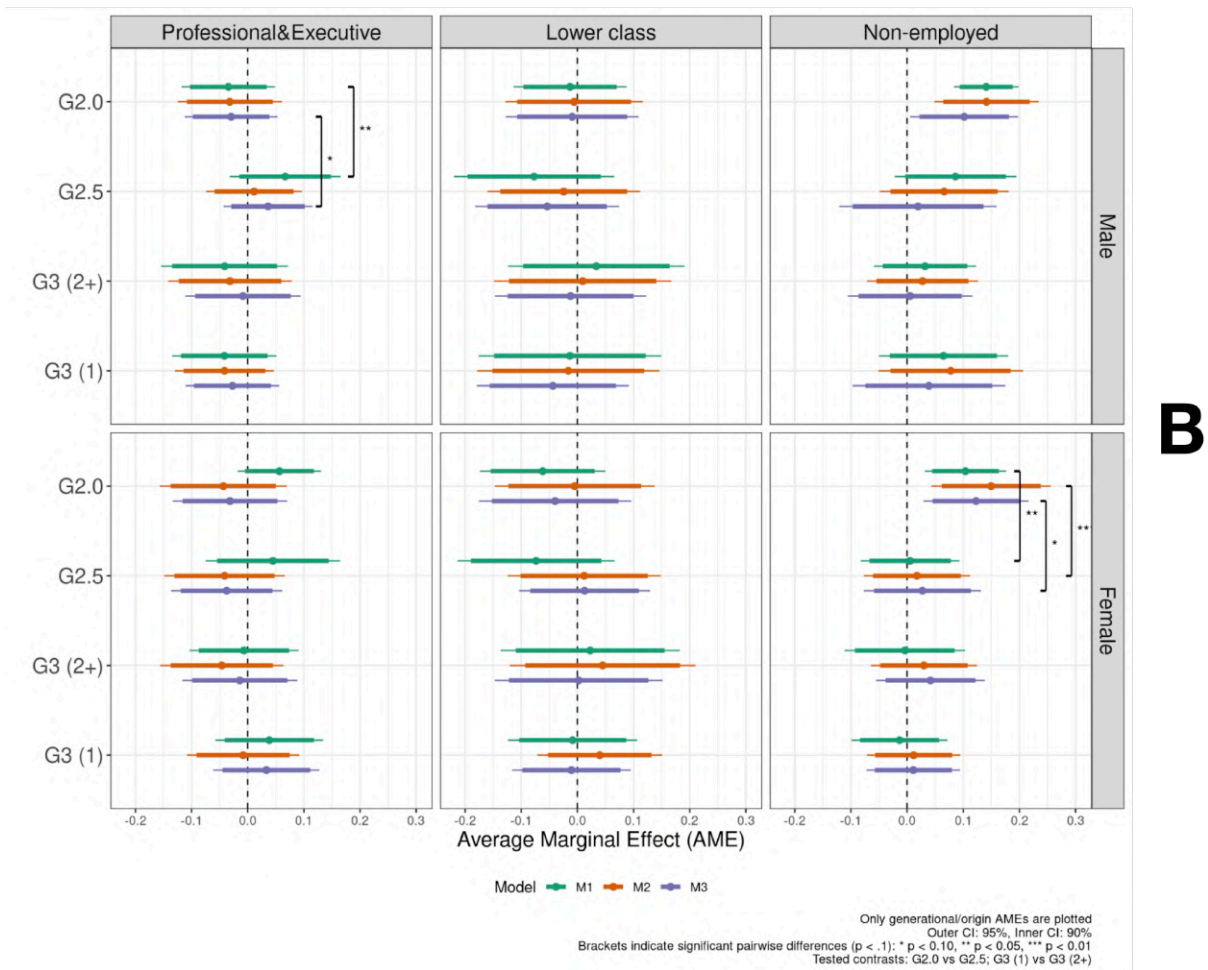 Professional&Executive
Lower class
Non-employed
G2.0
**
*
G2.5
G3 (2+)
G3 (1)
Male
B
G2.0
**
**
*
G2.5
G3 (2+)
G3 (1)
Female
-0.2 -0.1 0.0 0.1 0.2 0.3
-0.2 -0.1 0.0 0.1 0.2 0.3
-0.2 -0.1 0.0 0.1 0.2 0.3
Average Marginal Effect (AME)
Model M1 M2 M3
Only generational/origin AMEs are plotted
Outer CI: 95%, Inner CI: 90%
Brackets indicate significant pairwise differences (p < .1): * p < 0.10, ** p < 0.05, *** p < 0.01
Tested contrasts: G2.0 vs G2.5; G3 (1) vs G3 (2+)